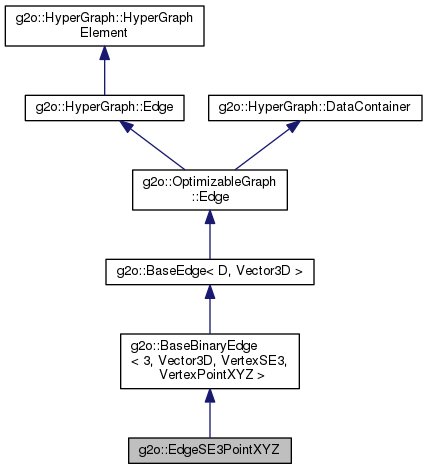 g2o::HyperGraph::HyperGraph
Element
g2o::HyperGraph::Edge
g2o::HyperGraph::DataContainer
g2o::OptimizableGraph
::Edge
g2o::BaseEdge< D, Vector3D >
g2o::BaseBinaryEdge
< 3, Vector3D, VertexSE3,
VertexPointXYZ >
g2o::EdgeSE3PointXYZ